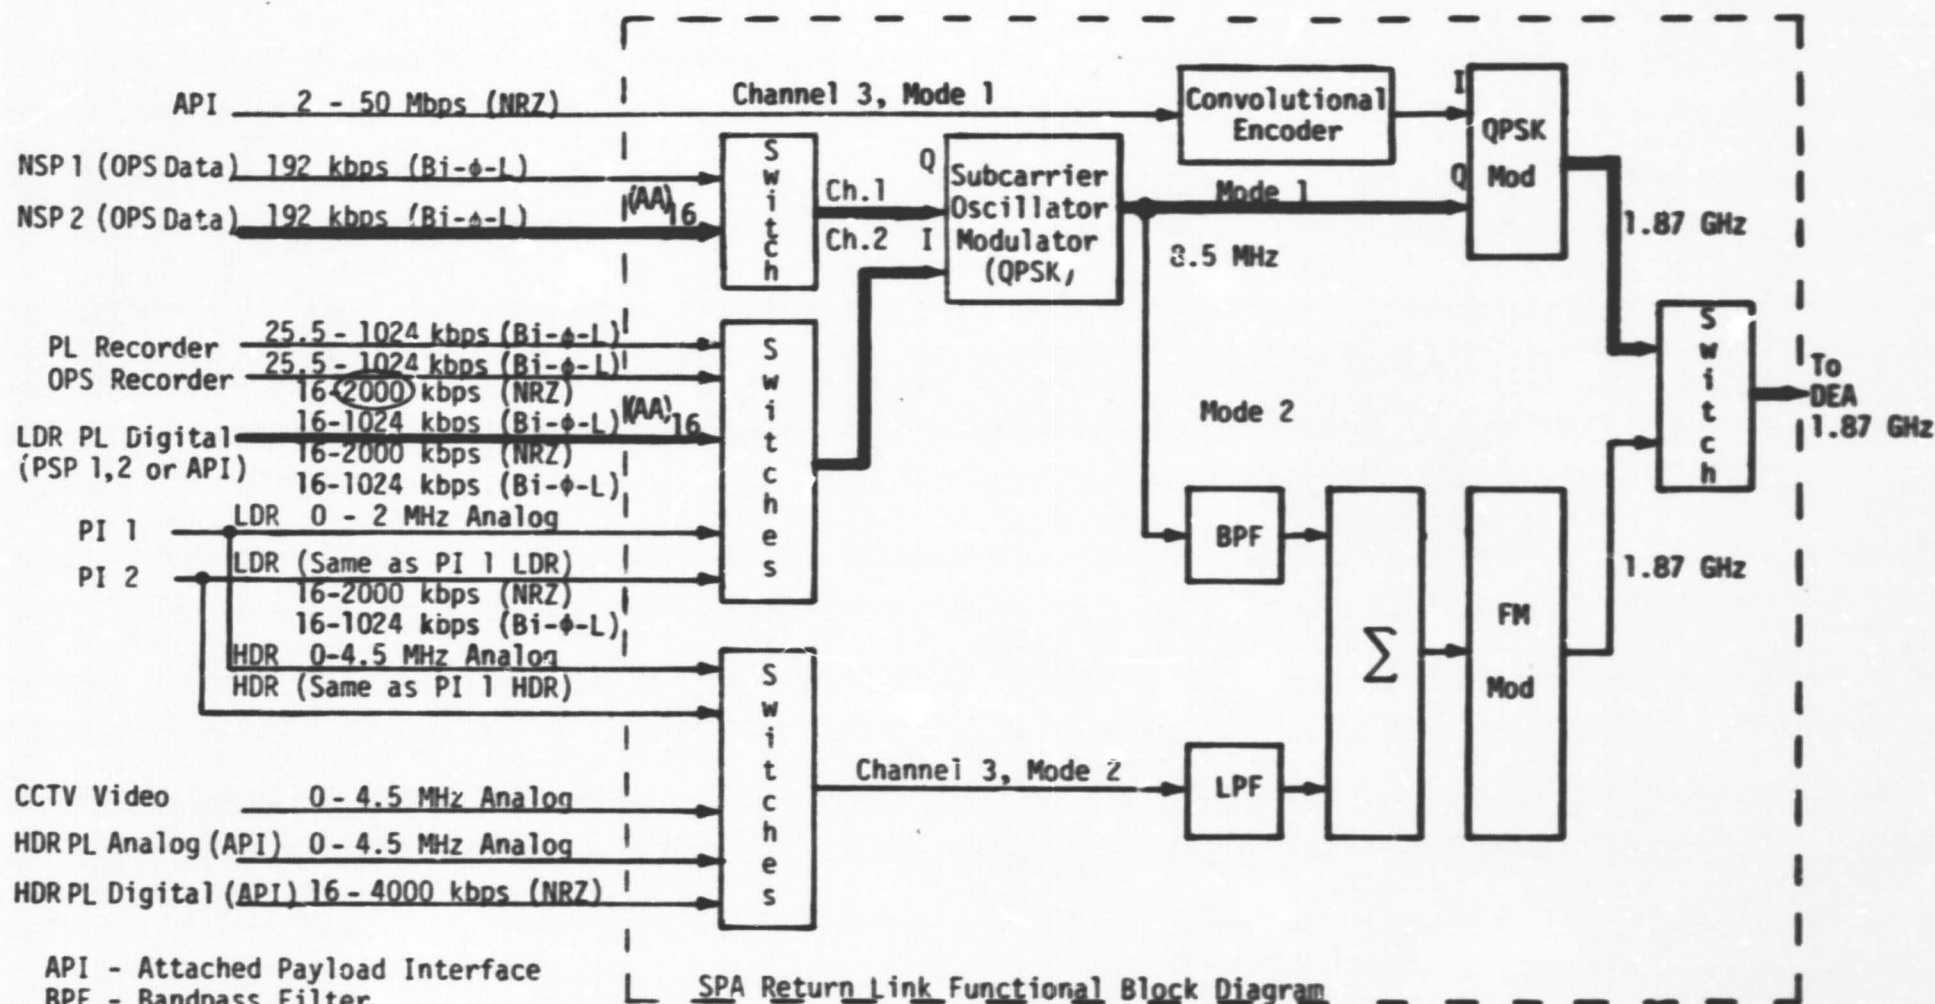 API 2 - 50 Mbps (NRZ)
Channel 3, Mode 1
Convolutional
Encoder
I
QPSK
Q Mod
NSP 1 (OPS Data) 192 kbps (Bi-ϕ-L)
NSP 2 (OPS Data) 192 kbps (Bi-ϕ-L)
(AA) 16
Switch
Ch.1
Ch.2
Q
I
Subcarrier
Oscillator
Modulator
(QPSK)
Mode 1
8.5 MHz
1.87 GHz
PL Recorder 25.5 - 1024 kbps (Bi-ϕ-L)
OPS Recorder 25.5 - 1024 kbps (Bi-ϕ-L)
16-2000 kbps (NRZ)
16-1024 kbps (Bi-ϕ-L)
(AA) 16
LDR PL Digital
(PSP 1,2 or API)
16-2000 kbps (NRZ)
16-1024 kbps (Bi-ϕ-L)
PI 1 LDR 0 - 2 MHz Analog
PI 2 LDR (Same as PI 1 LDR)
16-2000 kbps (NRZ)
16-1024 kbps (Bi-ϕ-L)
Switches
Mode 2
Switch
To
DEA
1.87 GHz
BPF
Σ
FM
Mod
1.87 GHz
HDR 0-4.5 MHz Analog
HDR (Same as PI 1 HDR)
Switches
Channel 3, Mode 2
LPF
CCTV Video 0 - 4.5 MHz Analog
HDR PL Analog (API) 0 - 4.5 MHz Analog
HDR PL Digital (API) 16 - 4000 kbps (NRZ)
API - Attached Payload Interface
BPF - Bandpass Filter
SPA Return Link Functional Block Diagram